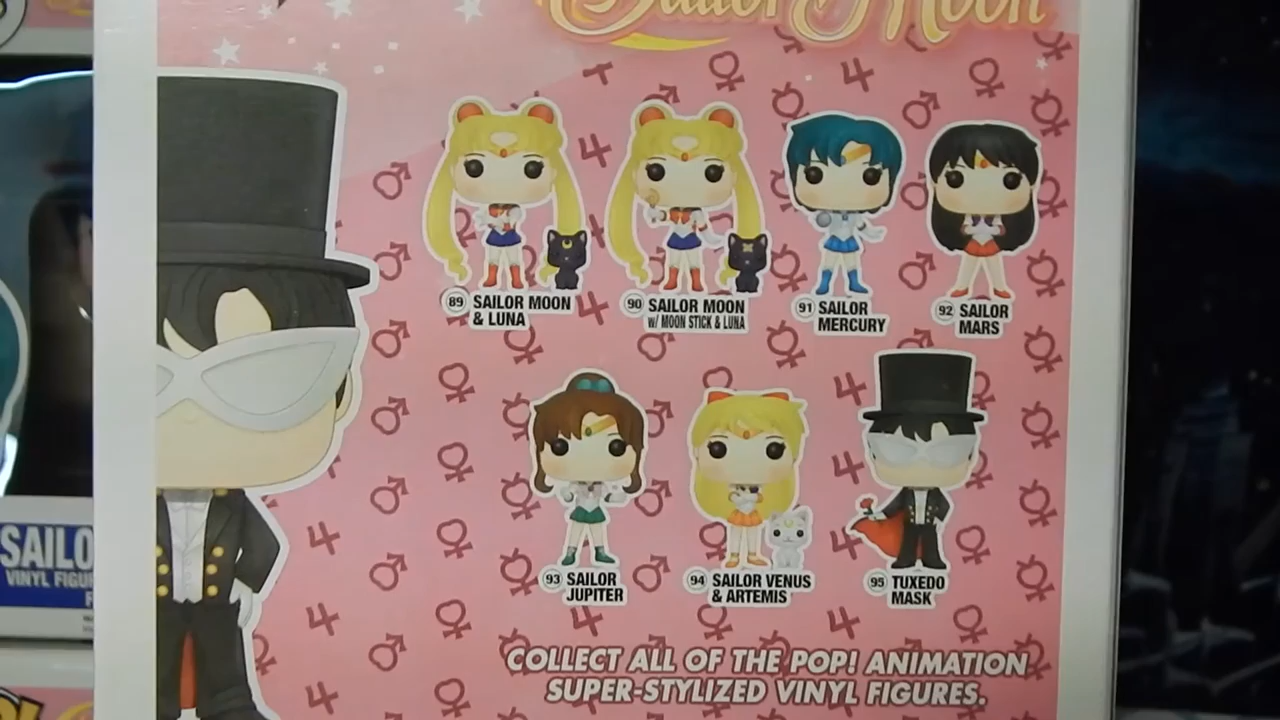 Sailor Moon
89 SAILOR MOON
& LUNA
90 SAILOR MOON
w/ MOON STICK & LUNA
91 SAILOR
MERCURY
92 SAILOR
MARS
93 SAILOR
JUPITER
94 SAILOR VENUS
& ARTEMIS
95 TUXEDO
MASK
COLLECT ALL OF THE POP! ANIMATION
SUPER-STYLIZED VINYL FIGURES.
SAILO
VINYL FIGU